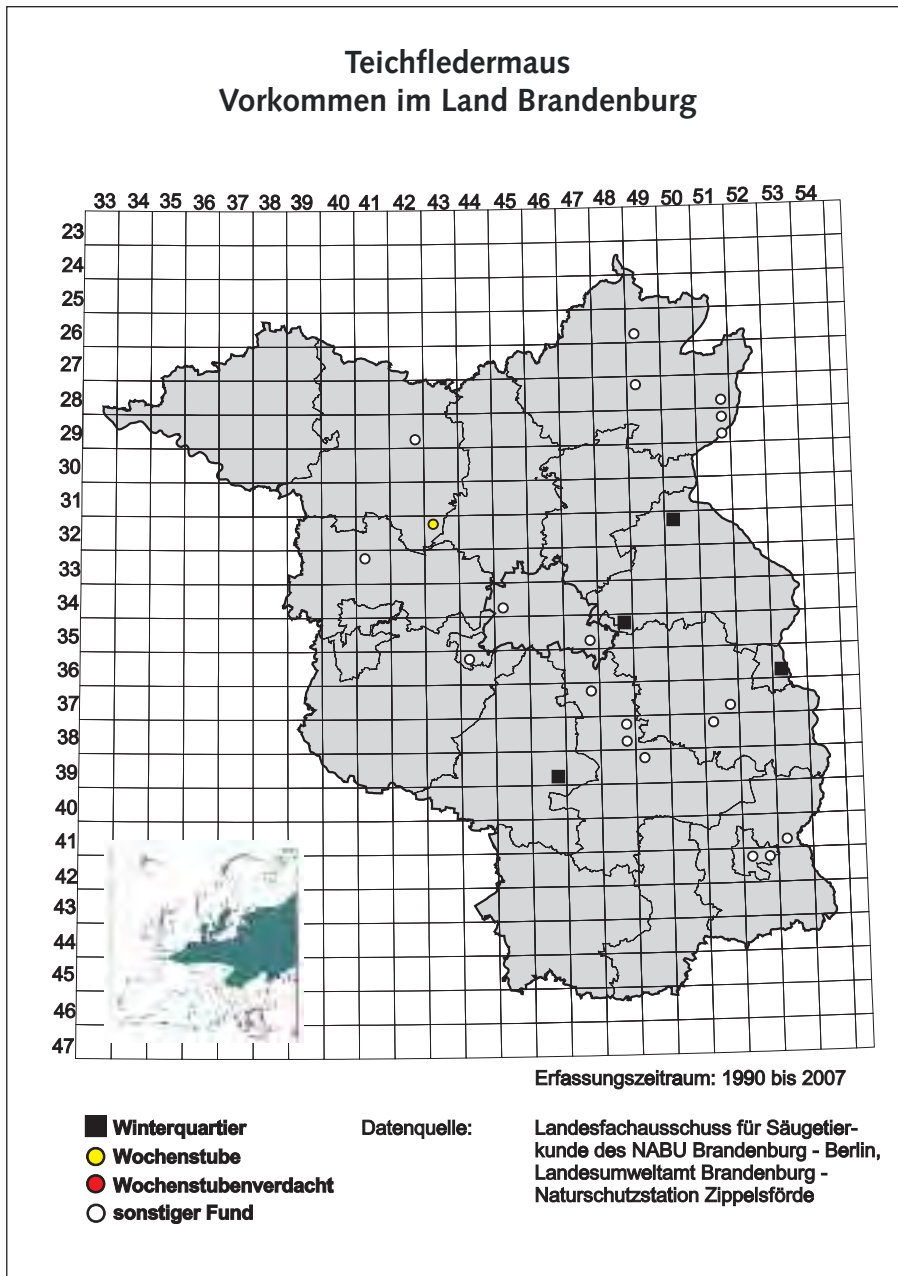 Teichfledermaus
Vorkommen im Land Brandenburg
33 34 35 36 37 38 39 40 41 42 43 44 45 46 47 48 49 50 51 52 53 54
23
24
25
26
27
28
29
30
31
32
33
34
35
36
37
38
39
40
41
42
43
44
45
46
47
Erfassungszeitraum: 1990 bis 2007
Winterquartier
Wochenstube
Wochenstubenverdacht
sonstiger Fund
Datenquelle:
Landesfachausschuss für Säugetier-
kunde des NABU Brandenburg - Berlin,
Landesumweltamt Brandenburg -
Naturschutzstation Zippelsförde